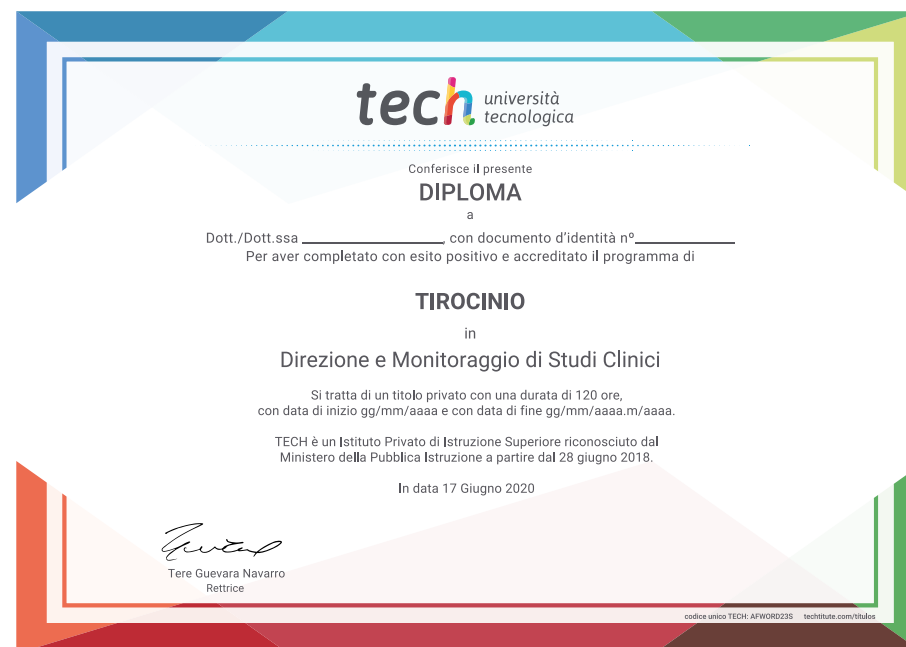 tech università
tecnologica
Conferisce il presente
DIPLOMA
a
Dott./Dott.ssa ____________________, con documento d'identità nº______________
Per aver completato con esito positivo e accreditato il programma di
TIROCINIO
in
Direzione e Monitoraggio di Studi Clinici
Si tratta di un titolo privato con una durata di 120 ore,
con data di inizio gg/mm/aaaa e con data di fine gg/mm/aaaa.m/aaaa.
TECH è un Istituto Privato di Istruzione Superiore riconosciuto dal
Ministero della Pubblica Istruzione a partire dal 28 giugno 2018.
In data 17 Giugno 2020
Tere Guevara Navarro
Rettrice
codice unico TECH: AFWORD23S techtitute.com/titulos